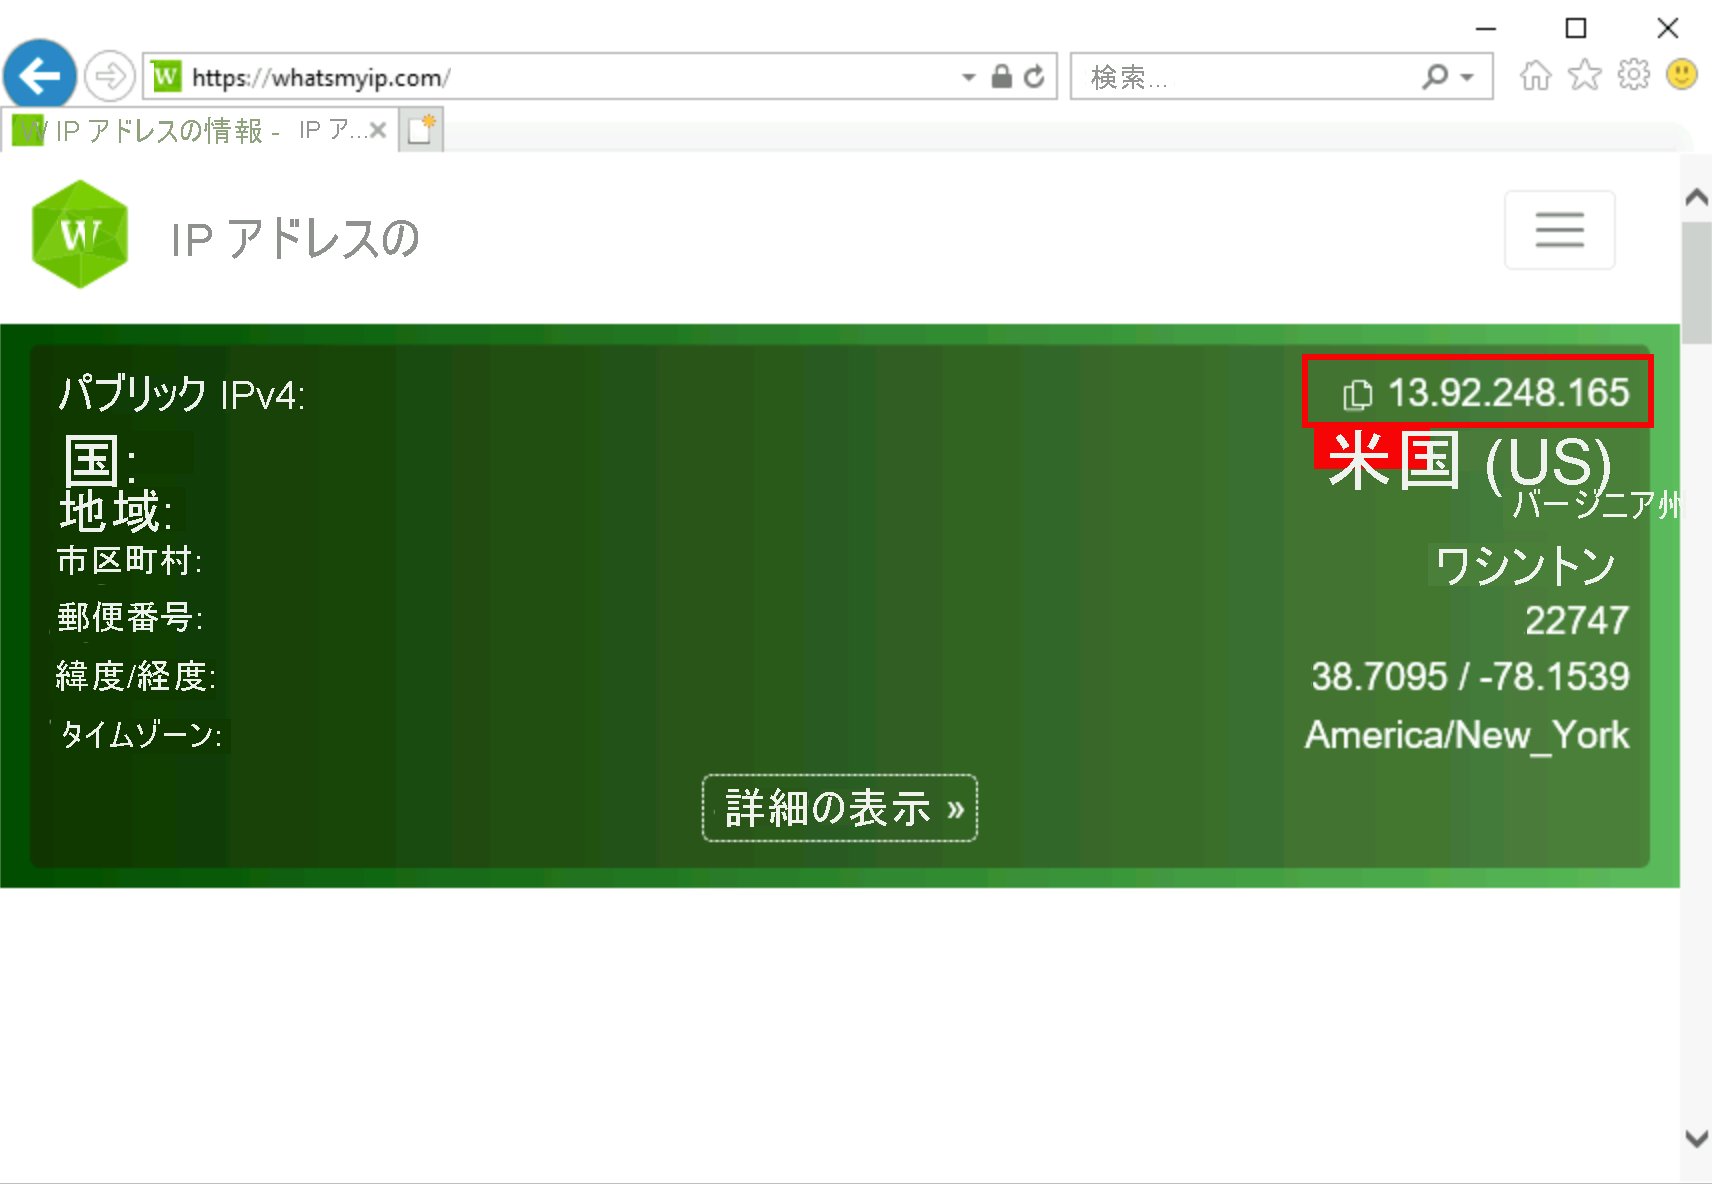 https://whatsmyip.com/
検索...
W IP アドレスの情報 - IP ア...
W
IP アドレスの
パブリック IPv4: 13.92.248.165
国: 米国 (US)
地域: バージニア州
市区町村: ワシントン
郵便番号: 22747
緯度/経度: 38.7095 / -78.1539
タイムゾーン: America/New_York
詳細の表示 »